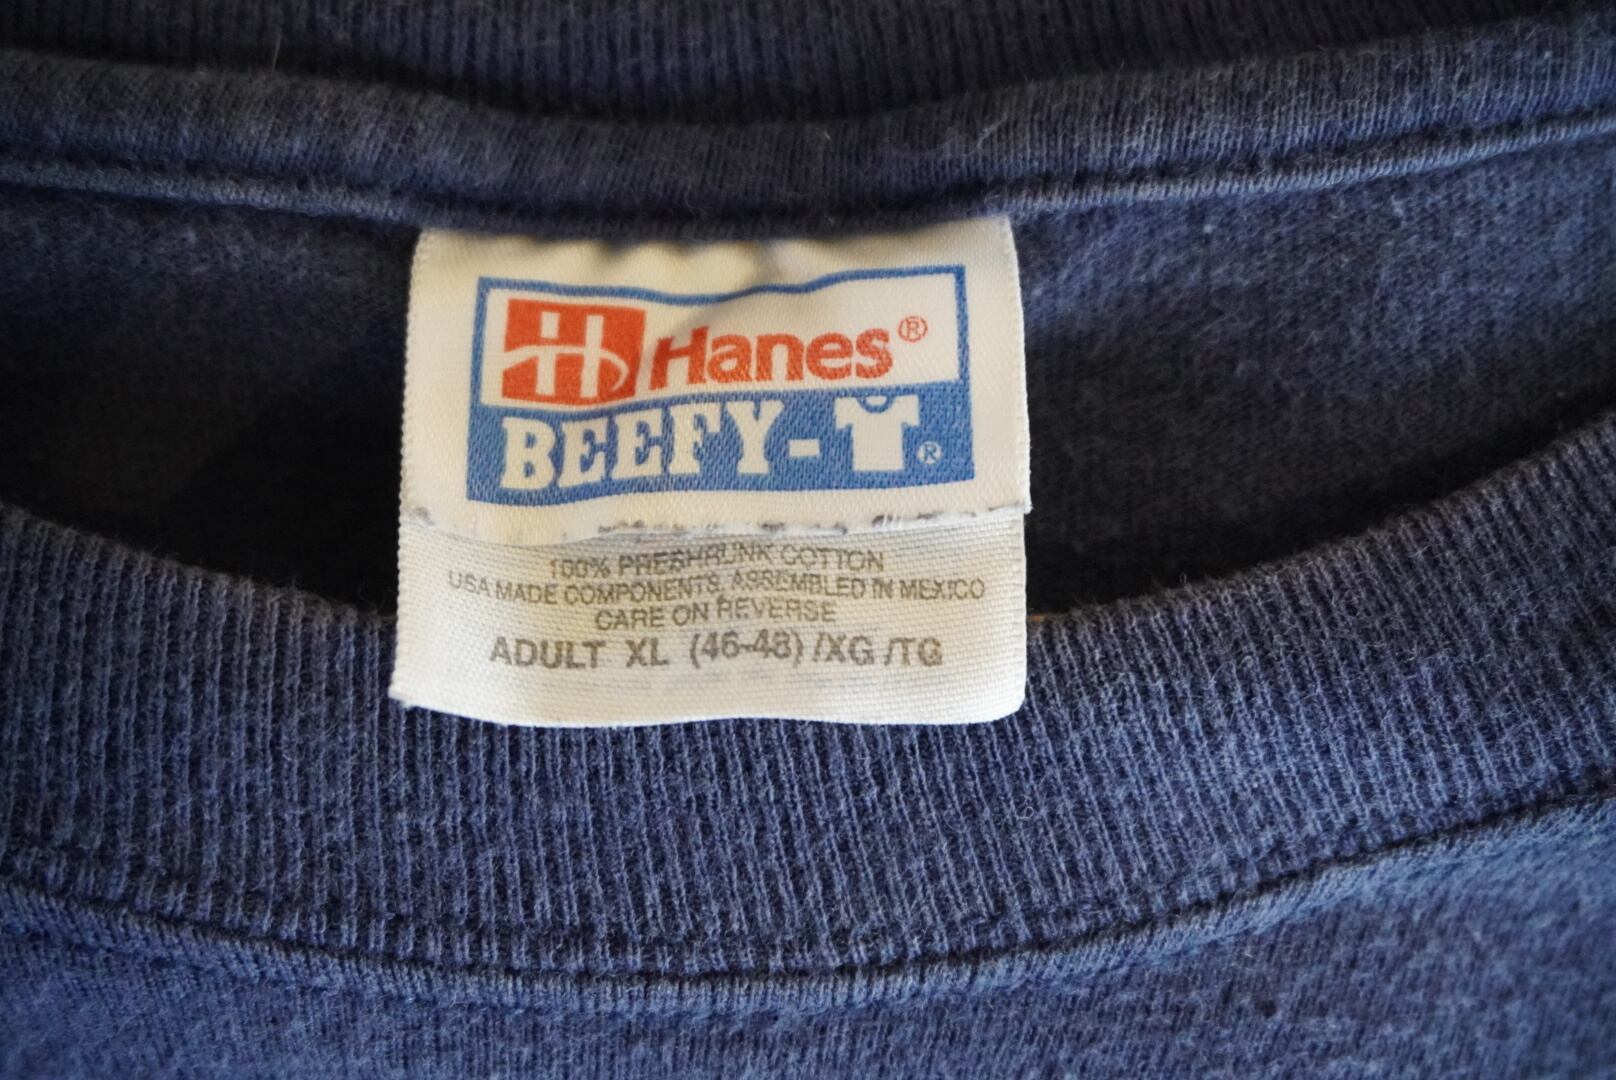 H Hanes®
BEEFY-T®
100% PRESHRUNK COTTON
USA MADE COMPONENTS, ASSEMBLED IN MEXICO
CARE ON REVERSE
ADULT XL (46-48) /XG /TG